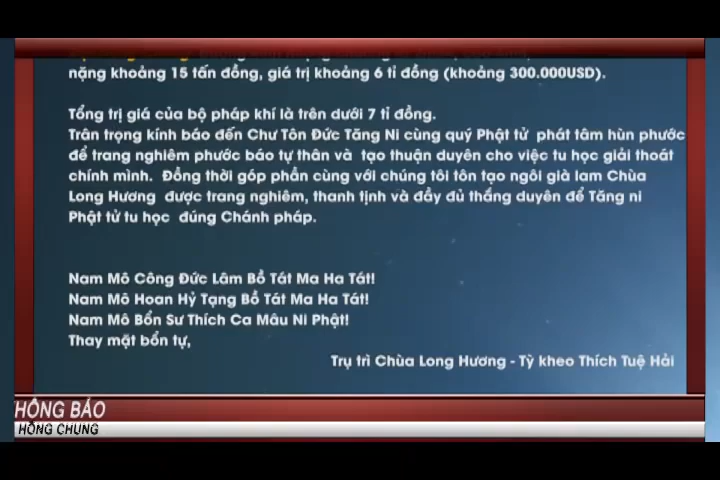 nặng khoảng 15 tấn đồng, giá trị khoảng 6 tỉ đồng (khoảng 300.000USD).
Tổng trị giá của bộ pháp khí là trên dưới 7 tỉ đồng.
Trân trọng kính báo đến Chư Tôn Đức Tăng Ni cùng quý Phật tử phát tâm hùn phước
để trang nghiêm phước báo tự thân và tạo thuận duyên cho việc tu học giải thoát
chính mình. Đồng thời góp phần cùng với chúng tôi tôn tạo ngôi già lam Chùa
Long Hương được trang nghiêm, thanh tịnh và đầy đủ thắng duyên để Tăng ni
Phật tử tu học đúng Chánh pháp.
Nam Mô Công Đức Lâm Bồ Tát Ma Ha Tát!
Nam Mô Hoan Hỷ Tạng Bồ Tát Ma Ha Tát!
Nam Mô Bổn Sư Thích Ca Mâu Ni Phật!
Thay mặt bổn tự,
Trụ trì Chùa Long Hương - Tỳ kheo Thích Tuệ Hải
HÔNG BÁO
HỒNG CHUNG